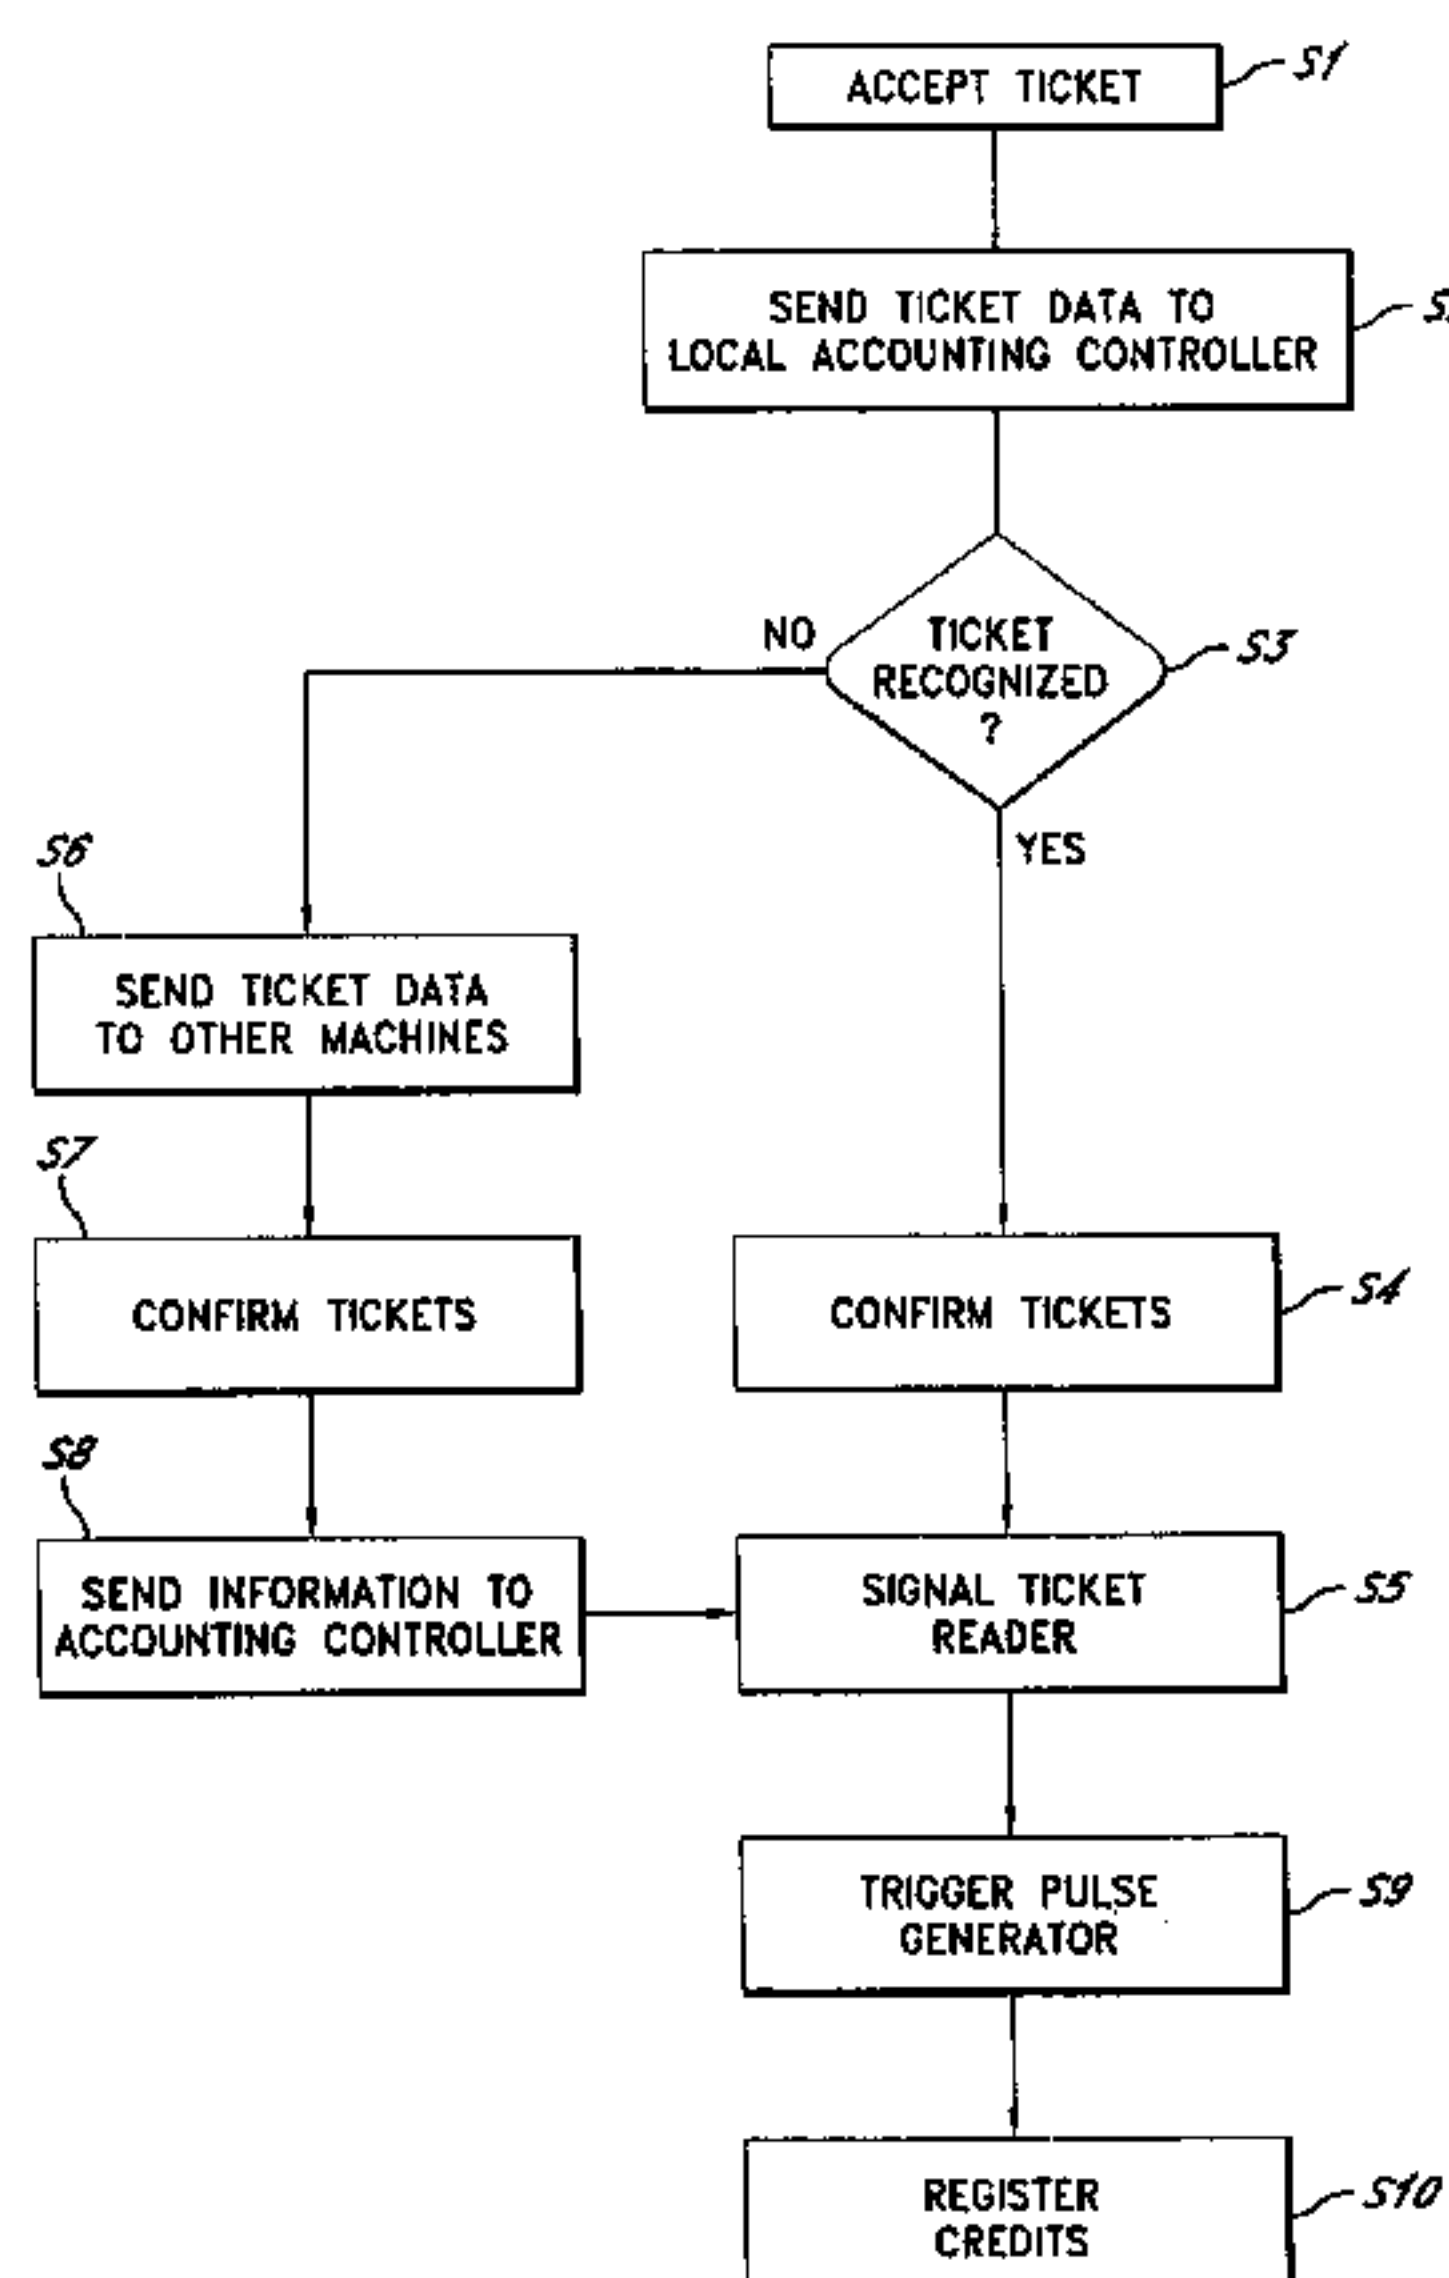 ACCEPT TICKET
S1
SEND TICKET DATA TO
LOCAL ACCOUNTING CONTROLLER
TICKET
RECOGNIZED
?
S3
NO
YES
S6
SEND TICKET DATA
TO OTHER MACHINES
S7
CONFIRM TICKETS
CONFIRM TICKETS
S4
S8
SEND INFORMATION TO
ACCOUNTING CONTROLLER
SIGNAL TICKET
READER
S5
TRIGGER PULSE
GENERATOR
S9
REGISTER
CREDITS
S10